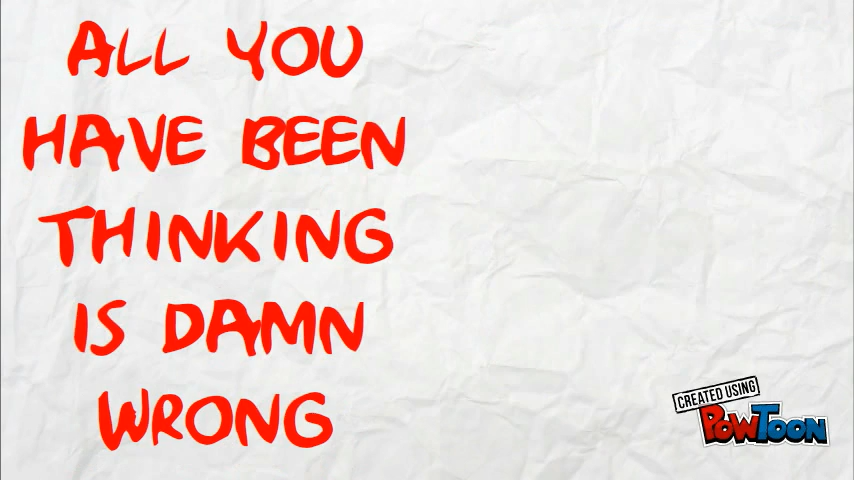 ALL YOU
HAVE BEEN
THINKING
IS DAMN
WRONG
CREATED USING
POWTOON